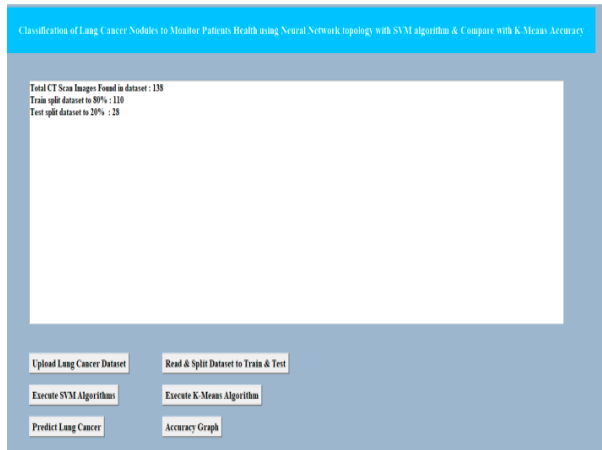 Classification of Lung Cancer Nodules to Monitor Patients Health using Neural Network topology with SVM algorithm & Compare with K-Means Accuracy
Total CT Scan Images Found in dataset : 138
Train split dataset to 80% : 110
Test split dataset to 20% : 28
Upload Lung Cancer Dataset
Read & Split Dataset to Train & Test
Execute SVM Algorithms
Execute K-Means Algorithm
Predict Lung Cancer
Accuracy Graph